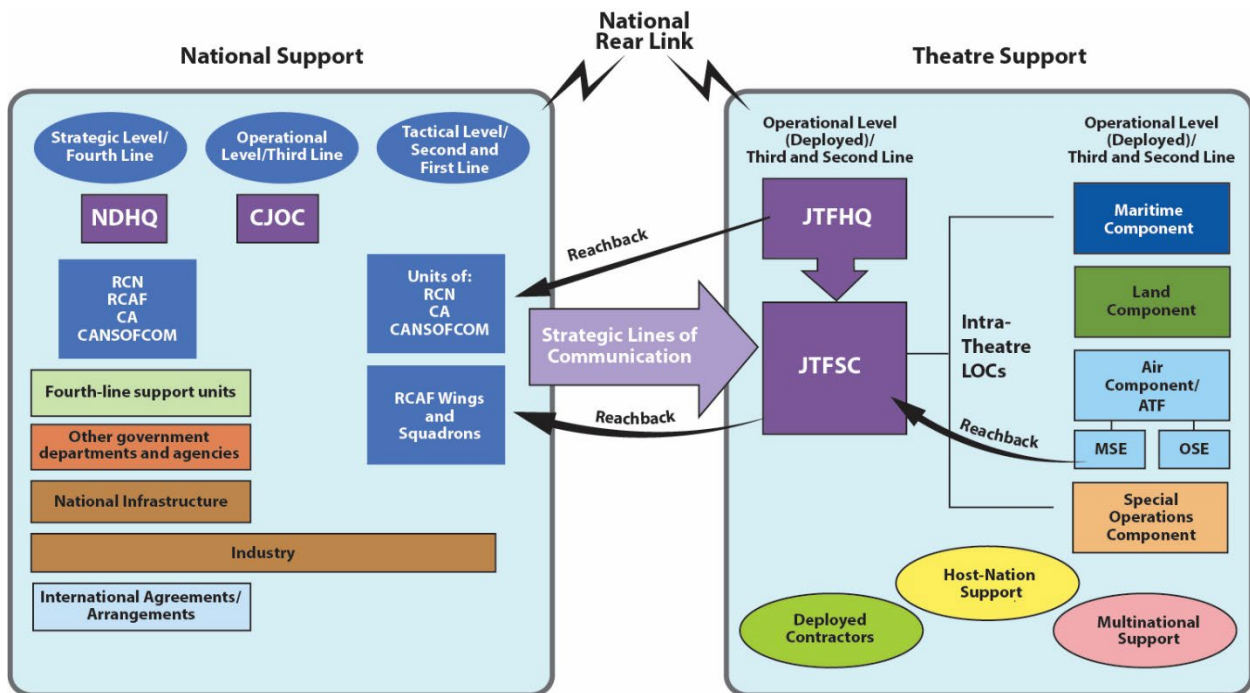 National
Rear Link
National Support
Theatre Support
Strategic Level/
Fourth Line
Operational
Level/Third Line
Tactical Level/
Second and
First Line
NDHQ
CJOC
RCN
RCAF
CA
CANSOFCOM
Units of:
RCN
CA
CANSOFCOM
Fourth-line support units
Other government
departments and agencies
RCAF Wings
and
Squadrons
National Infrastructure
Industry
International Agreements/
Arrangements
Reachback
Strategic Lines of
Communication
Reachback
Operational Level
(Deployed)/
Third and Second Line
JTFHQ
JTFSC
Intra-
Theatre
LOCs
Reachback
Operational Level
(Deployed)/
Third and Second Line
Maritime
Component
Land
Component
Air
Component/
ATF
MSE
OSE
Special
Operations
Component
Host-Nation
Support
Deployed
Contractors
Multinational
Support